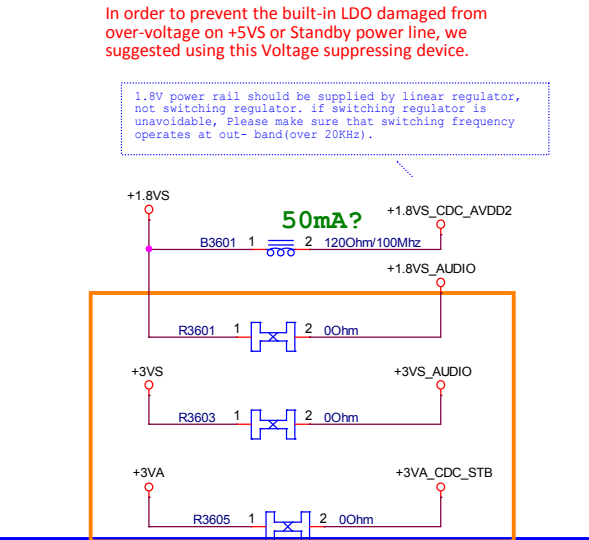 In order to prevent the built-in LDO damaged from
over-voltage on +5VS or Standby power line, we
suggested using this Voltage suppressing device.
1.8V power rail should be supplied by linear regulator,
not switching regulator. if switching regulator is
unavoidable, Please make sure that switching frequency
operates at out- band(over 20KHz).
+1.8VS
50mA?
+1.8VS_CDC_AVDD2
B3601 1 2 120Ohm/100Mhz
+1.8VS_AUDIO
R3601 1 2 0Ohm
+3VS +3VS_AUDIO
R3603 1 2 0Ohm
+3VA +3VA_CDC_STB
R3605 1 2 0Ohm